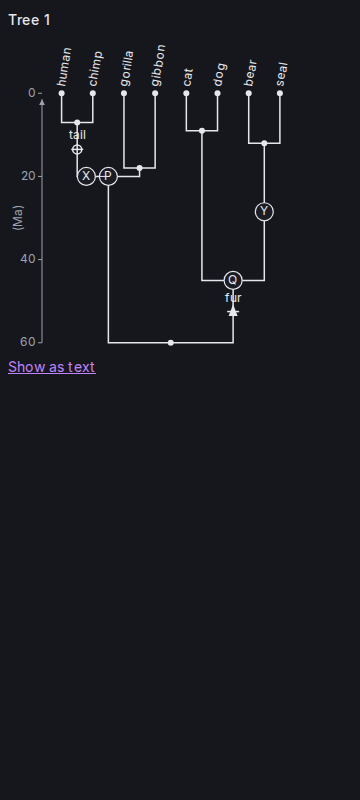 Tree 1
human
chimp
gorilla
gibbon
cat
dog
bear
seal
0
tail
20
X
P
(Ma)
Y
40
Q
fur
60
Show as text